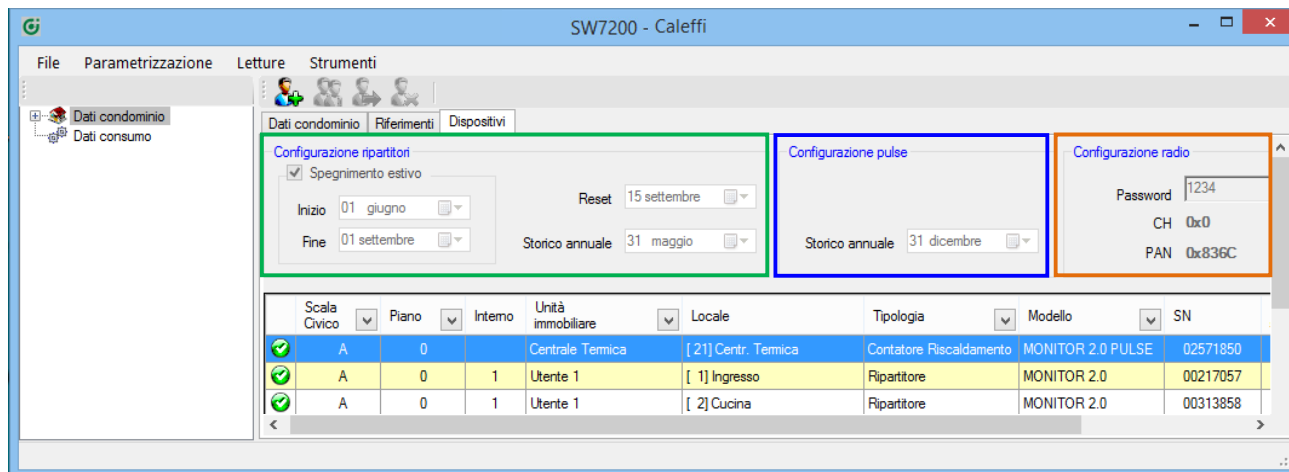 SW7200 - Caleffi
File Parametrizzazione Letture Strumenti
Dati condominio
Dati consumo
Dati condominio Riferimenti Dispositivi
Configurazione ripartitori
Spegnimento estivo
Inizio 01 giugno
Fine 01 settembre
Reset 15 settembre
Storico annuale 31 maggio
Configurazione pulse
Storico annuale 31 dicembre
Configurazione radio
Password 1234
CH 0x0
PAN 0x836C
Scala Civico Piano Interno Unità immobiliare Locale Tipologia Modello SN
A 0 Centrale Termica [ 21] Centr. Termica Contatore Riscaldamento MONITOR 2.0 PULSE 02571850
A 0 1 Utente 1 [ 1] Ingresso Ripartitore MONITOR 2.0 00217057
A 0 1 Utente 1 [ 2] Cucina Ripartitore MONITOR 2.0 00313858